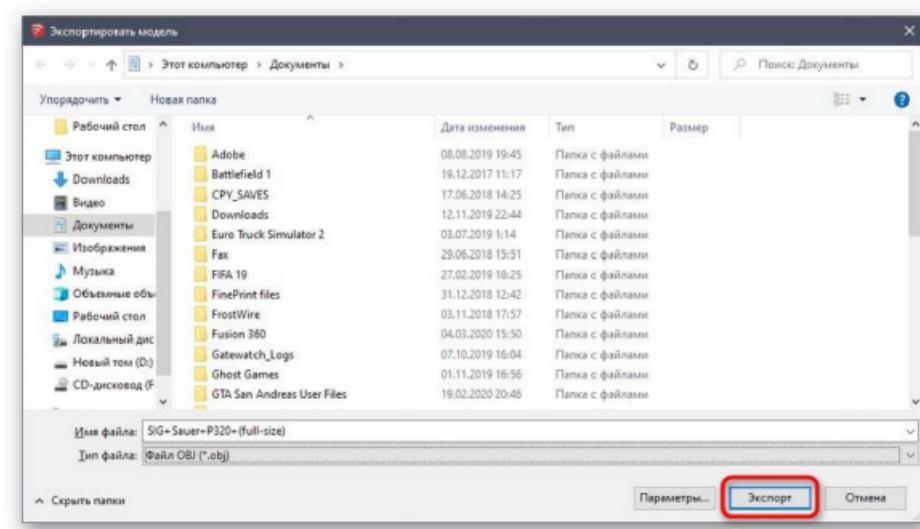 Экспортировать модель
Этот компьютер > Документы >
Поиск: Документы
Упорядочить
Новая папка
Рабочий стол
Этот компьютер
Downloads
Видео
Документы
Изображения
Музыка
Объемные объ
Рабочий стол
Локальный дис
Новый том (D:)
CD-дисковод (F
Имя Дата изменения Тип Размер
Adobe 08.08.2019 19:45 Папка с файлами
Battlefield 1 19.12.2017 11:17 Папка с файлами
CPY_SAVES 17.06.2018 14:25 Папка с файлами
Downloads 12.11.2019 22:44 Папка с файлами
Euro Truck Simulator 2 03.07.2019 1:14 Папка с файлами
Fax 29.06.2018 15:51 Папка с файлами
FIFA 19 27.02.2019 18:25 Папка с файлами
FinePrint files 31.12.2018 12:42 Папка с файлами
FrostWire 03.11.2018 17:57 Папка с файлами
Fusion 360 04.03.2020 15:50 Папка с файлами
Gatewatch_Logs 07.10.2019 16:04 Папка с файлами
Ghost Games 01.11.2019 16:56 Папка с файлами
GTA San Andreas User Files 19.02.2020 20:46 Папка с файлами
Имя файла: SIG+Sauer+P320+(full-size)
Тип файла: Файл OBJ (*.obj)
Скрыть папки
Параметры...
Экспорт
Отмена